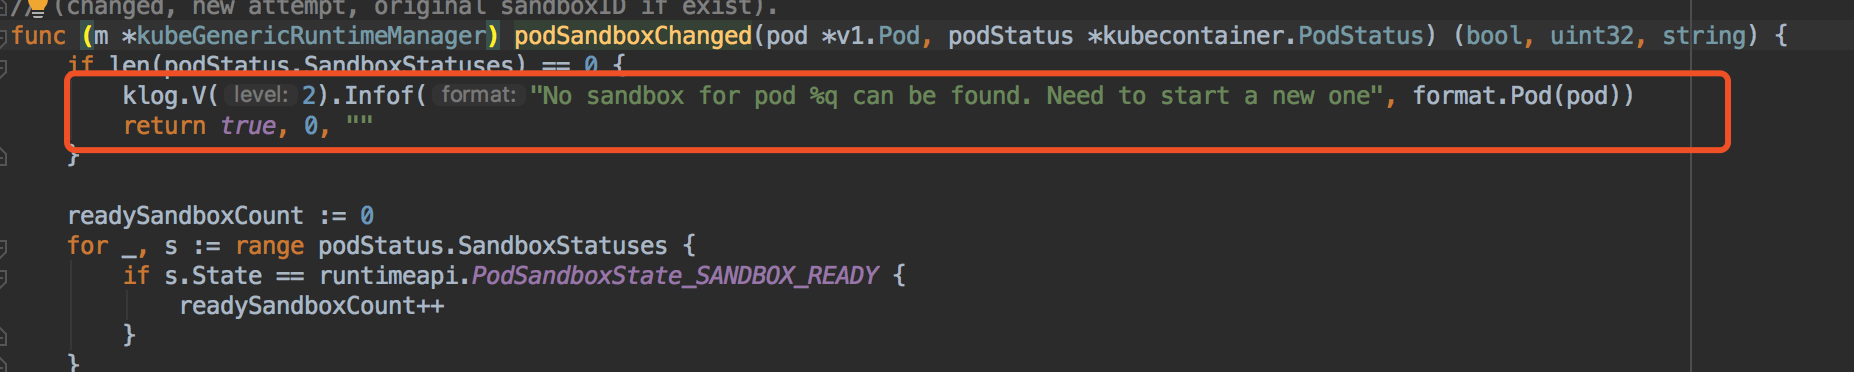 // (changed, new attempt, original sandboxID if exist).
func (m *kubeGenericRuntimeManager) podSandboxChanged(pod *v1.Pod, podStatus *kubecontainer.PodStatus) (bool, uint32, string) {
if len(podStatus.SandboxStatuses) == 0 {
klog.V( level: 2).Infof( format: "No sandbox for pod %q can be found. Need to start a new one", format.Pod(pod))
return true, 0, ""
}
readySandboxCount := 0
for _, s := range podStatus.SandboxStatuses {
if s.State == runtimeapi.PodSandboxState_SANDBOX_READY {
readySandboxCount++
}
}